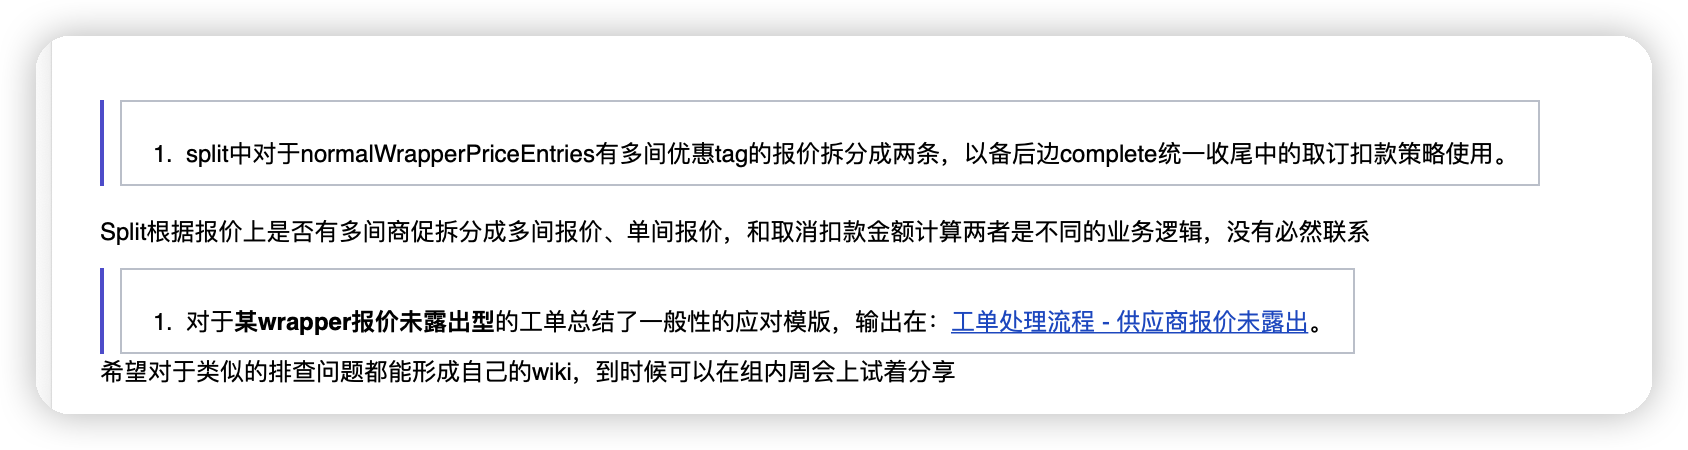 1. split中对于normalWrapperPriceEntries有多间优惠tag的报价拆分成两条，以备后边complete统一收尾中的取订扣款策略使用。
Split根据报价上是否有多间商促拆分成多间报价、单间报价，和取消扣款金额计算两者是不同的业务逻辑，没有必然联系
1. 对于某wrapper报价未露出型的工单总结了一般性的应对模版，输出在：工单处理流程 - 供应商报价未露出。
希望对于类似的排查问题都能形成自己的wiki，到时候可以在组内周会上试着分享